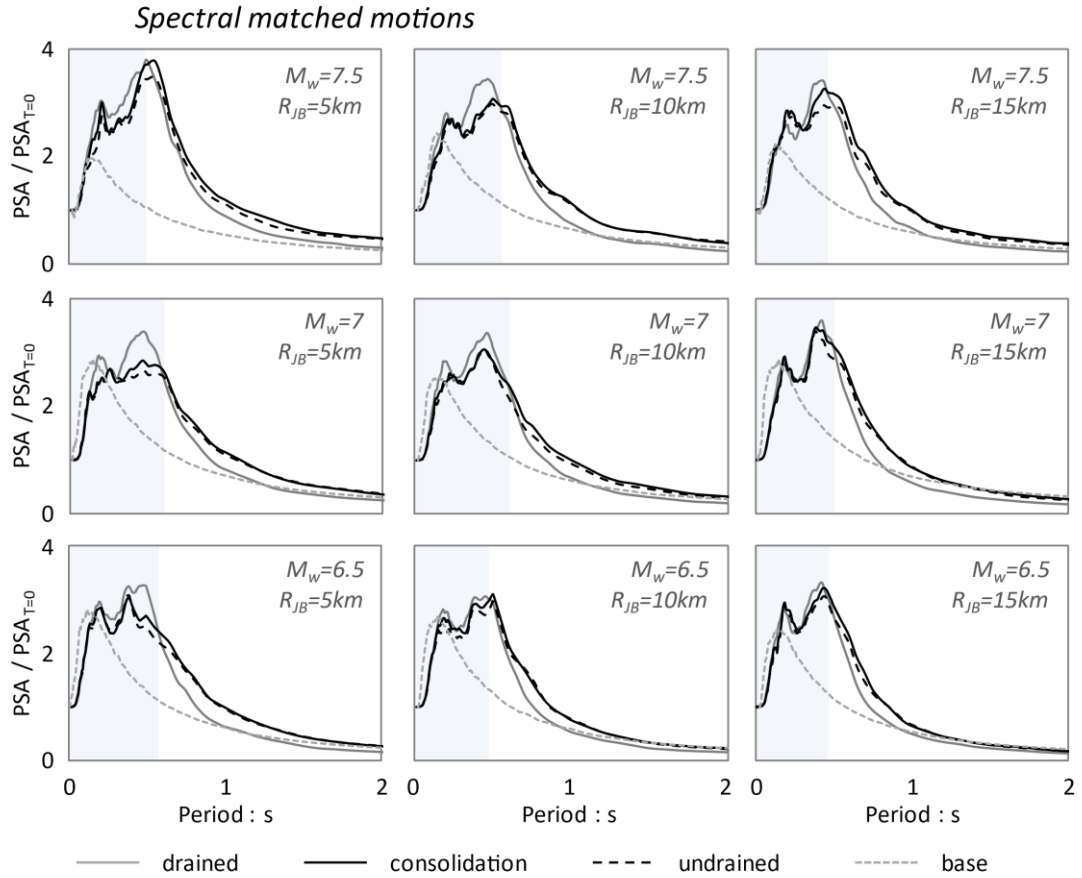 Spectral matched motions
4
2
0
PSA / PSA_T=0
M_w=7.5
R_JB=5km
M_w=7.5
R_JB=10km
M_w=7.5
R_JB=15km
4
2
0
PSA / PSA_T=0
M_w=7
R_JB=5km
M_w=7
R_JB=10km
M_w=7
R_JB=15km
4
2
0
PSA / PSA_T=0
M_w=6.5
R_JB=5km
M_w=6.5
R_JB=10km
M_w=6.5
R_JB=15km
0 1 2
0 1 2
0 1 2
Period : s
Period : s
Period : s
drained
consolidation
undrained
base